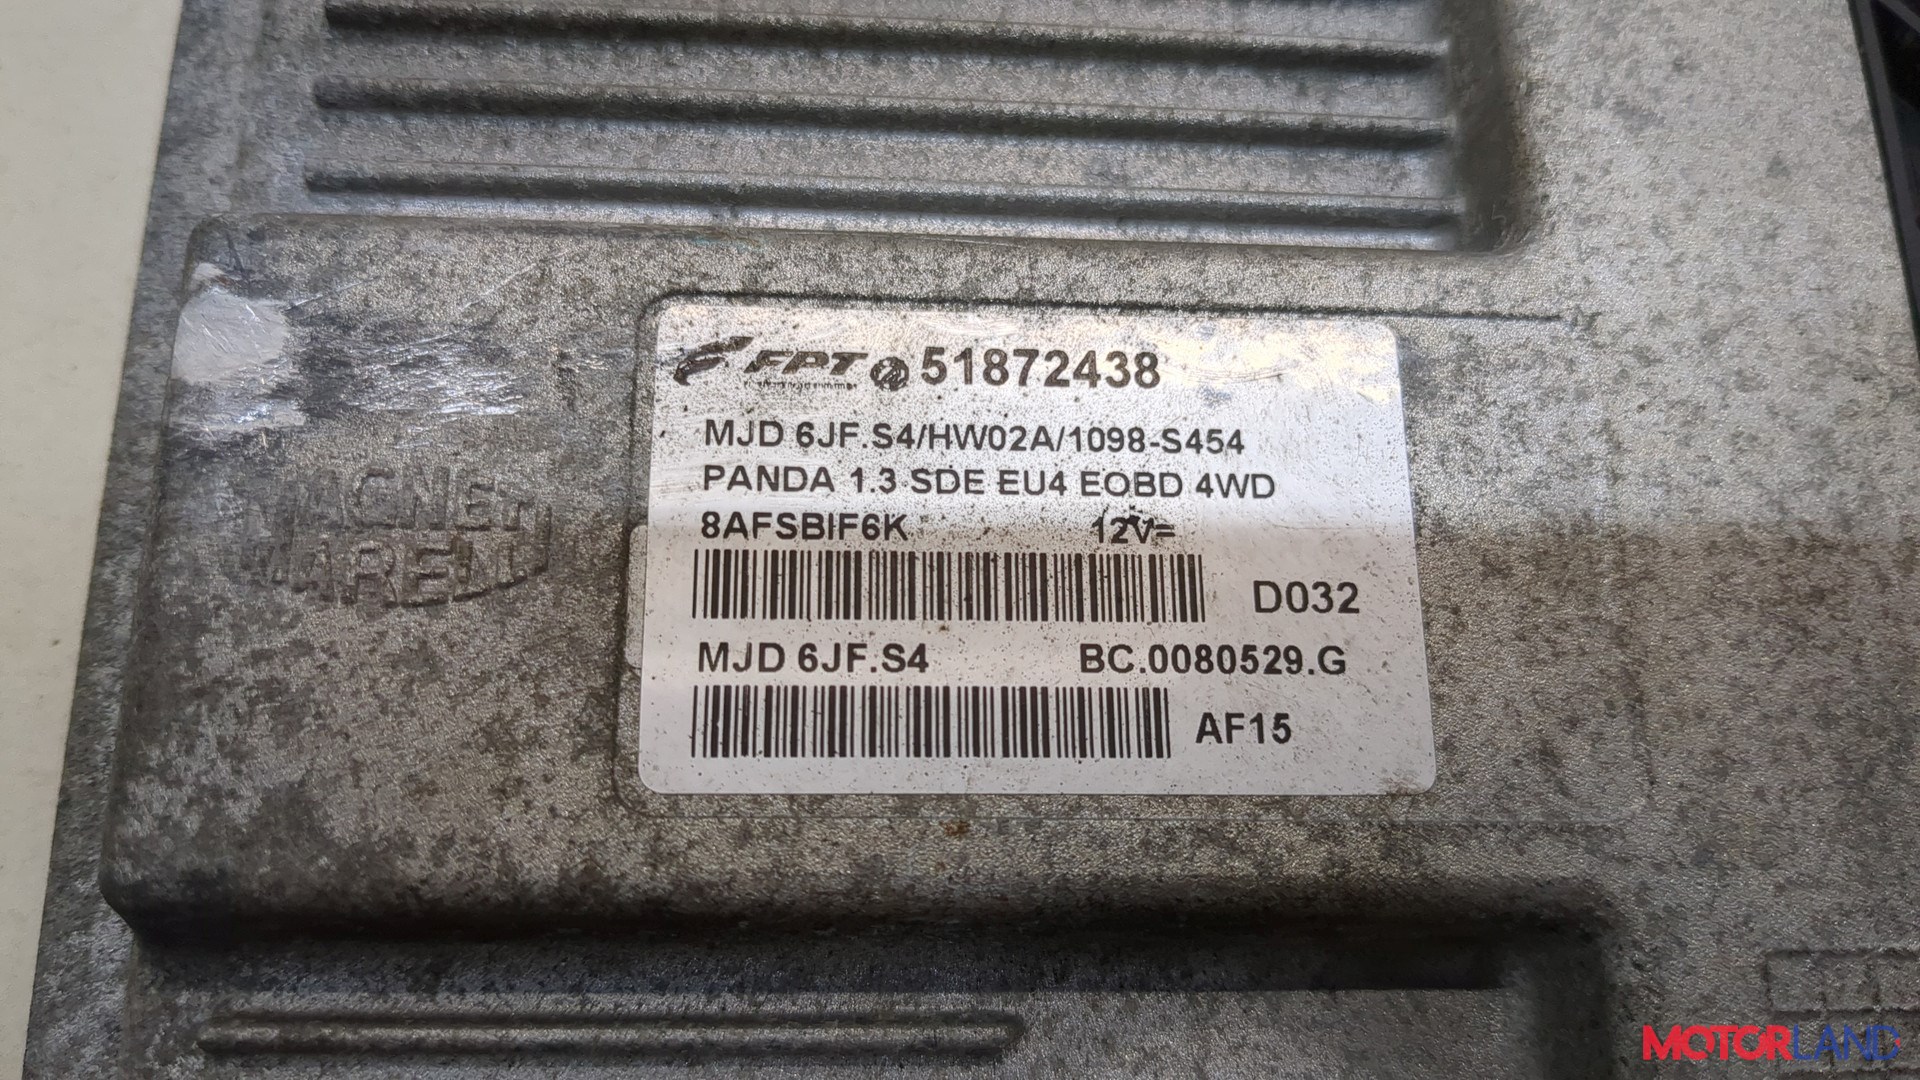 FPT 51872438
MJD 6JF.S4/HW02A/1098-S454
PANDA 1.3 SDE EU4 EOBD 4WD
8AFSBIF6K 12V=
D032
MJD 6JF.S4 BC.0080529.G
AF15
MAGNETI
MARELLI
MOTORLAND